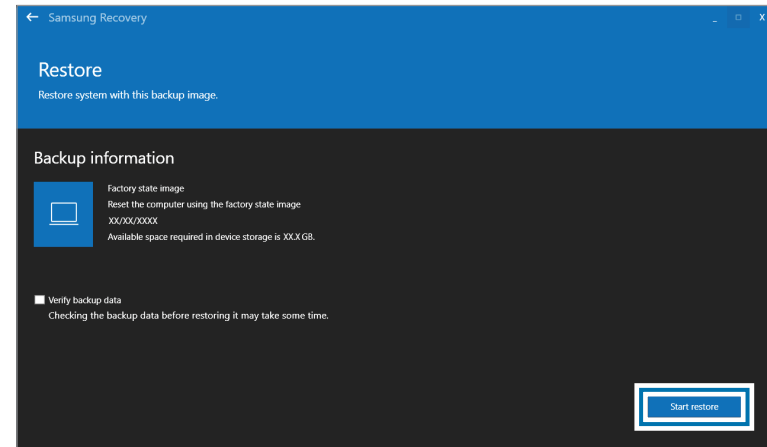 Samsung Recovery
Restore
Restore system with this backup image.
Backup information
Factory state image
Reset the computer using the factory state image
XX/XX/XXXX
Available space required in device storage is XX.X GB.
Verify backup data
Checking the backup data before restoring it may take some time.
Start restore